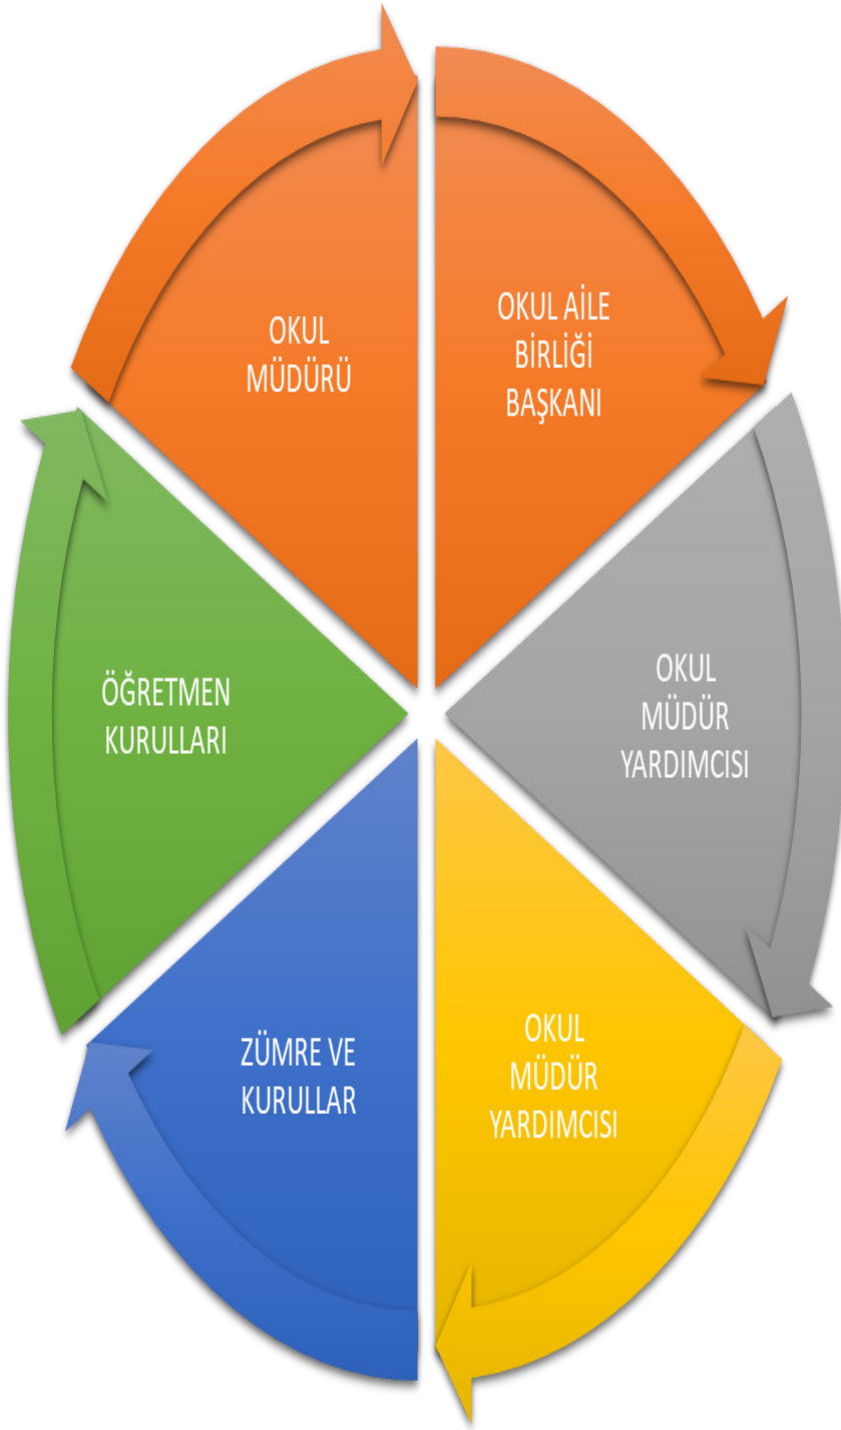 OKUL
MÜDÜRÜ
OKUL AİLE
BİRLİĞİ
BAŞKANI
OKUL
MÜDÜR
YARDIMCISI
OKUL
MÜDÜR
YARDIMCISI
ZÜMRE VE
KURULLAR
ÖĞRETMEN
KURULLARI